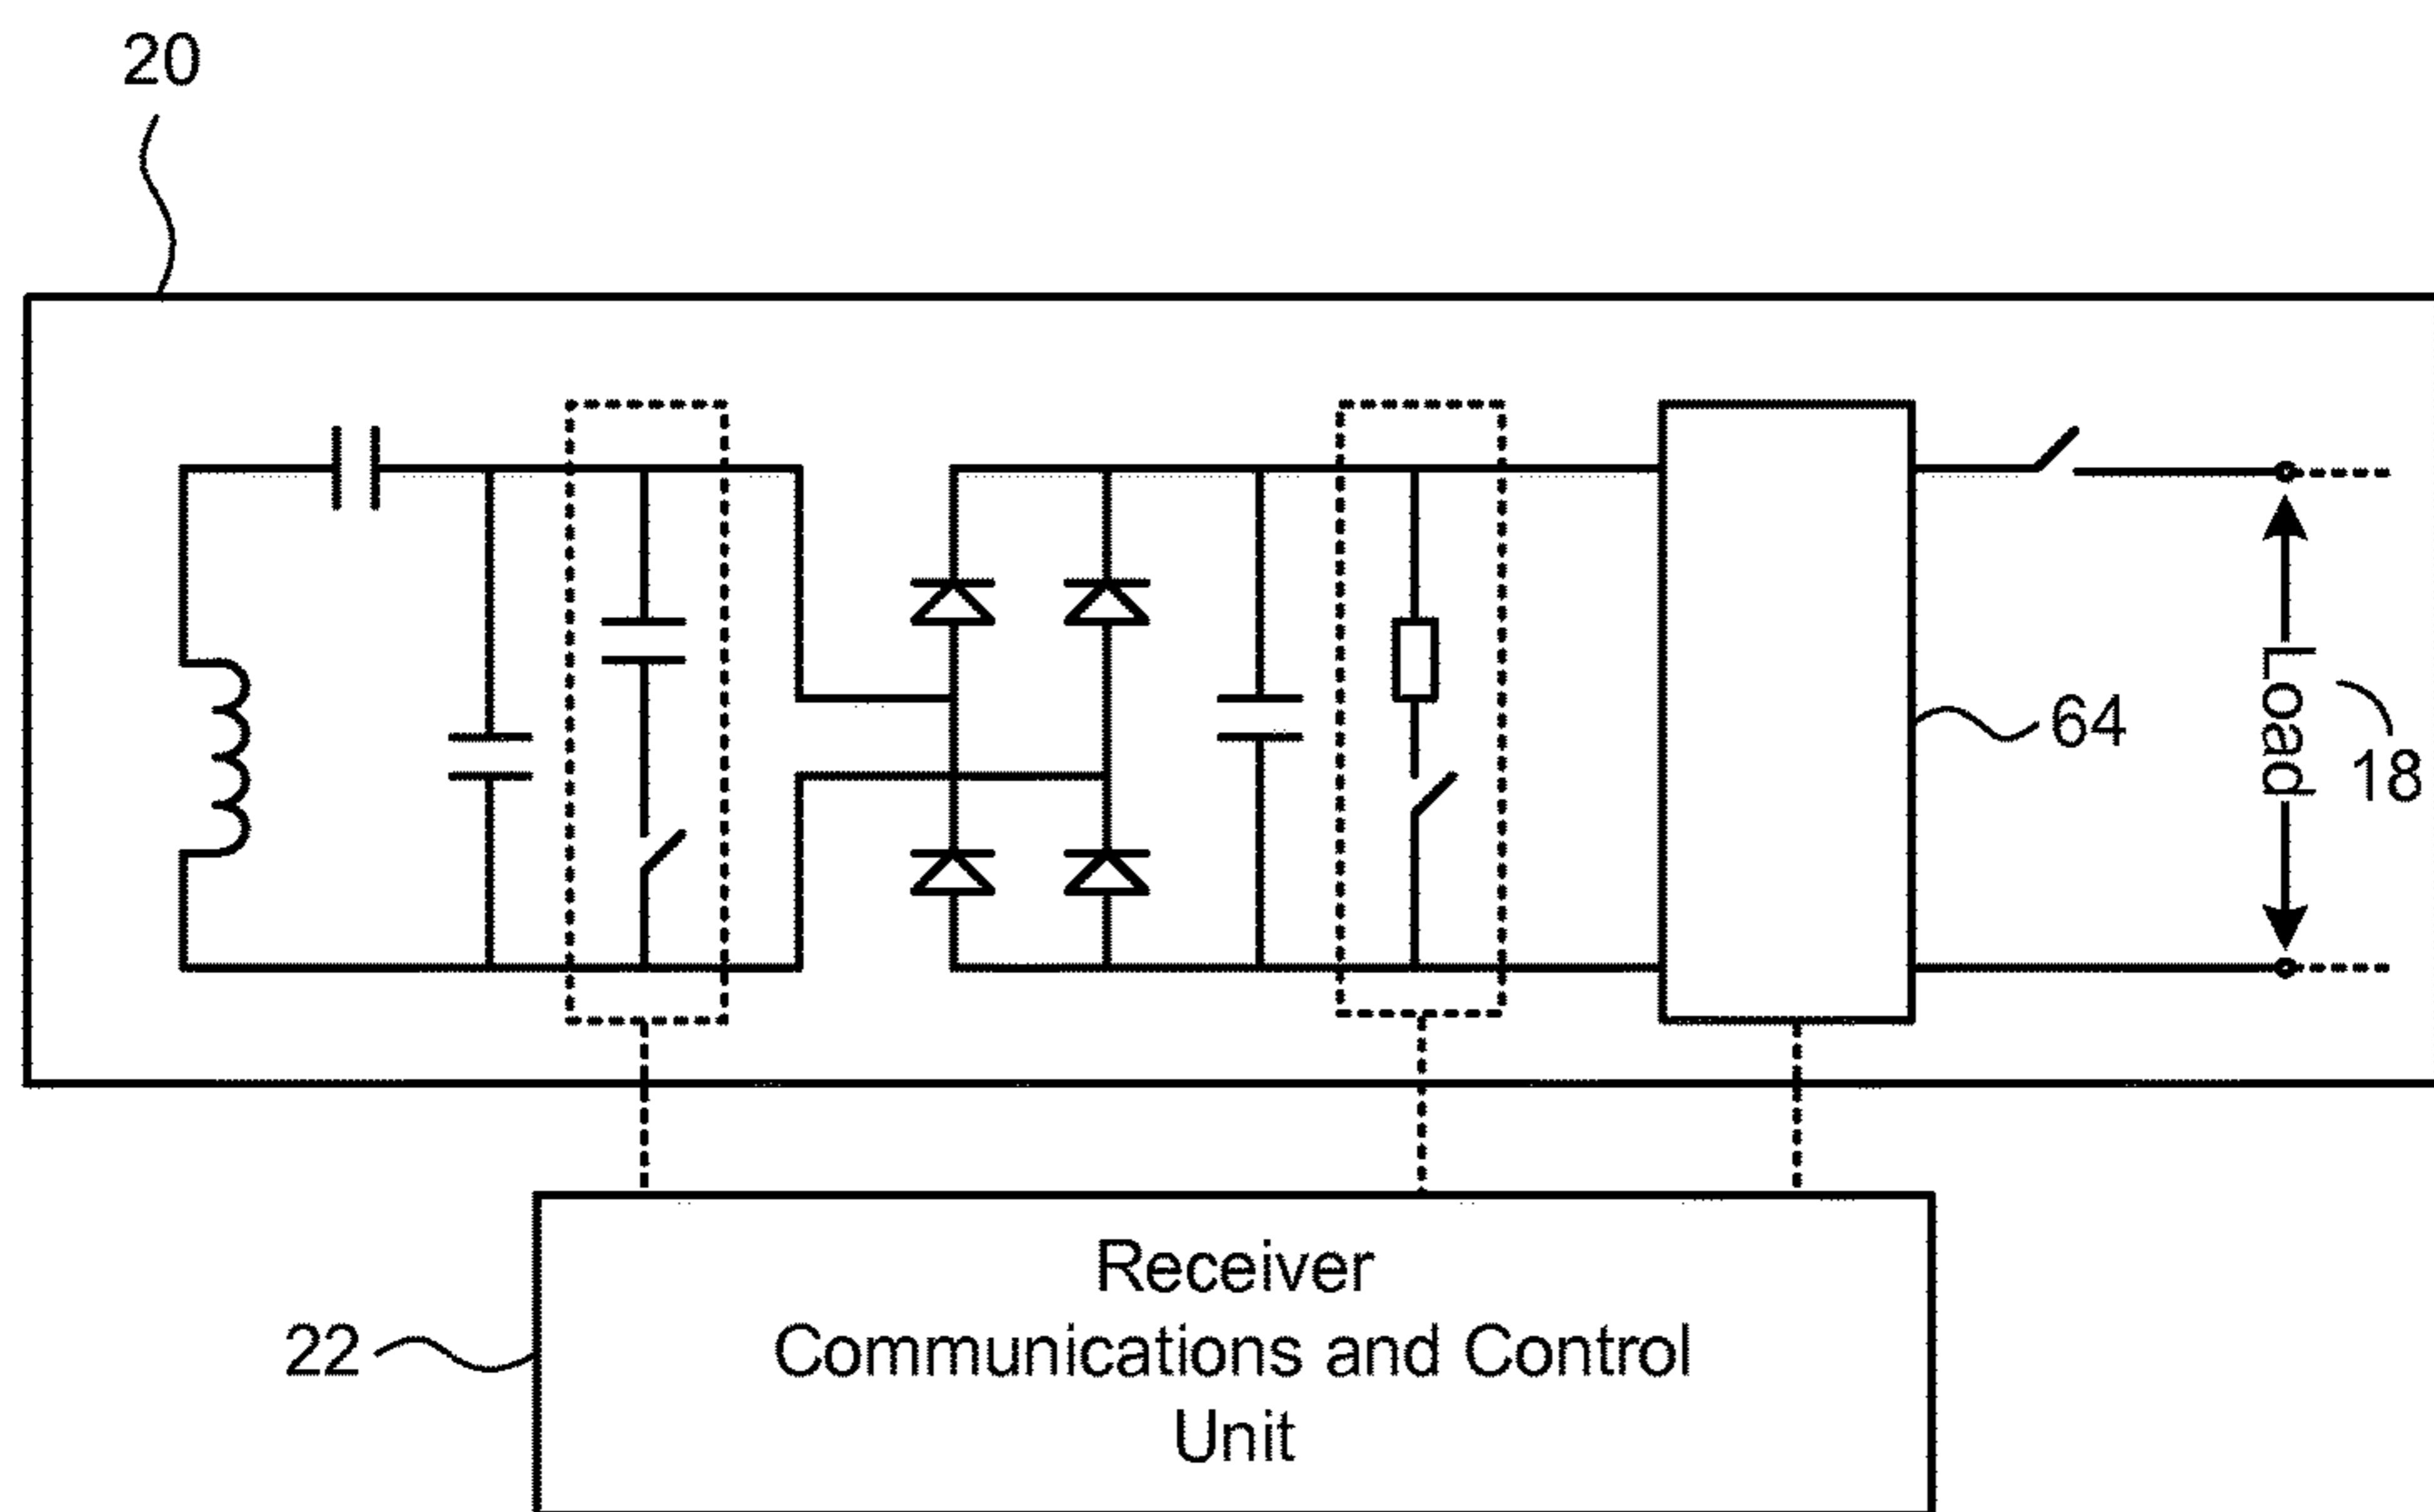 20
64
Load
18
22
Receiver
Communications and Control
Unit